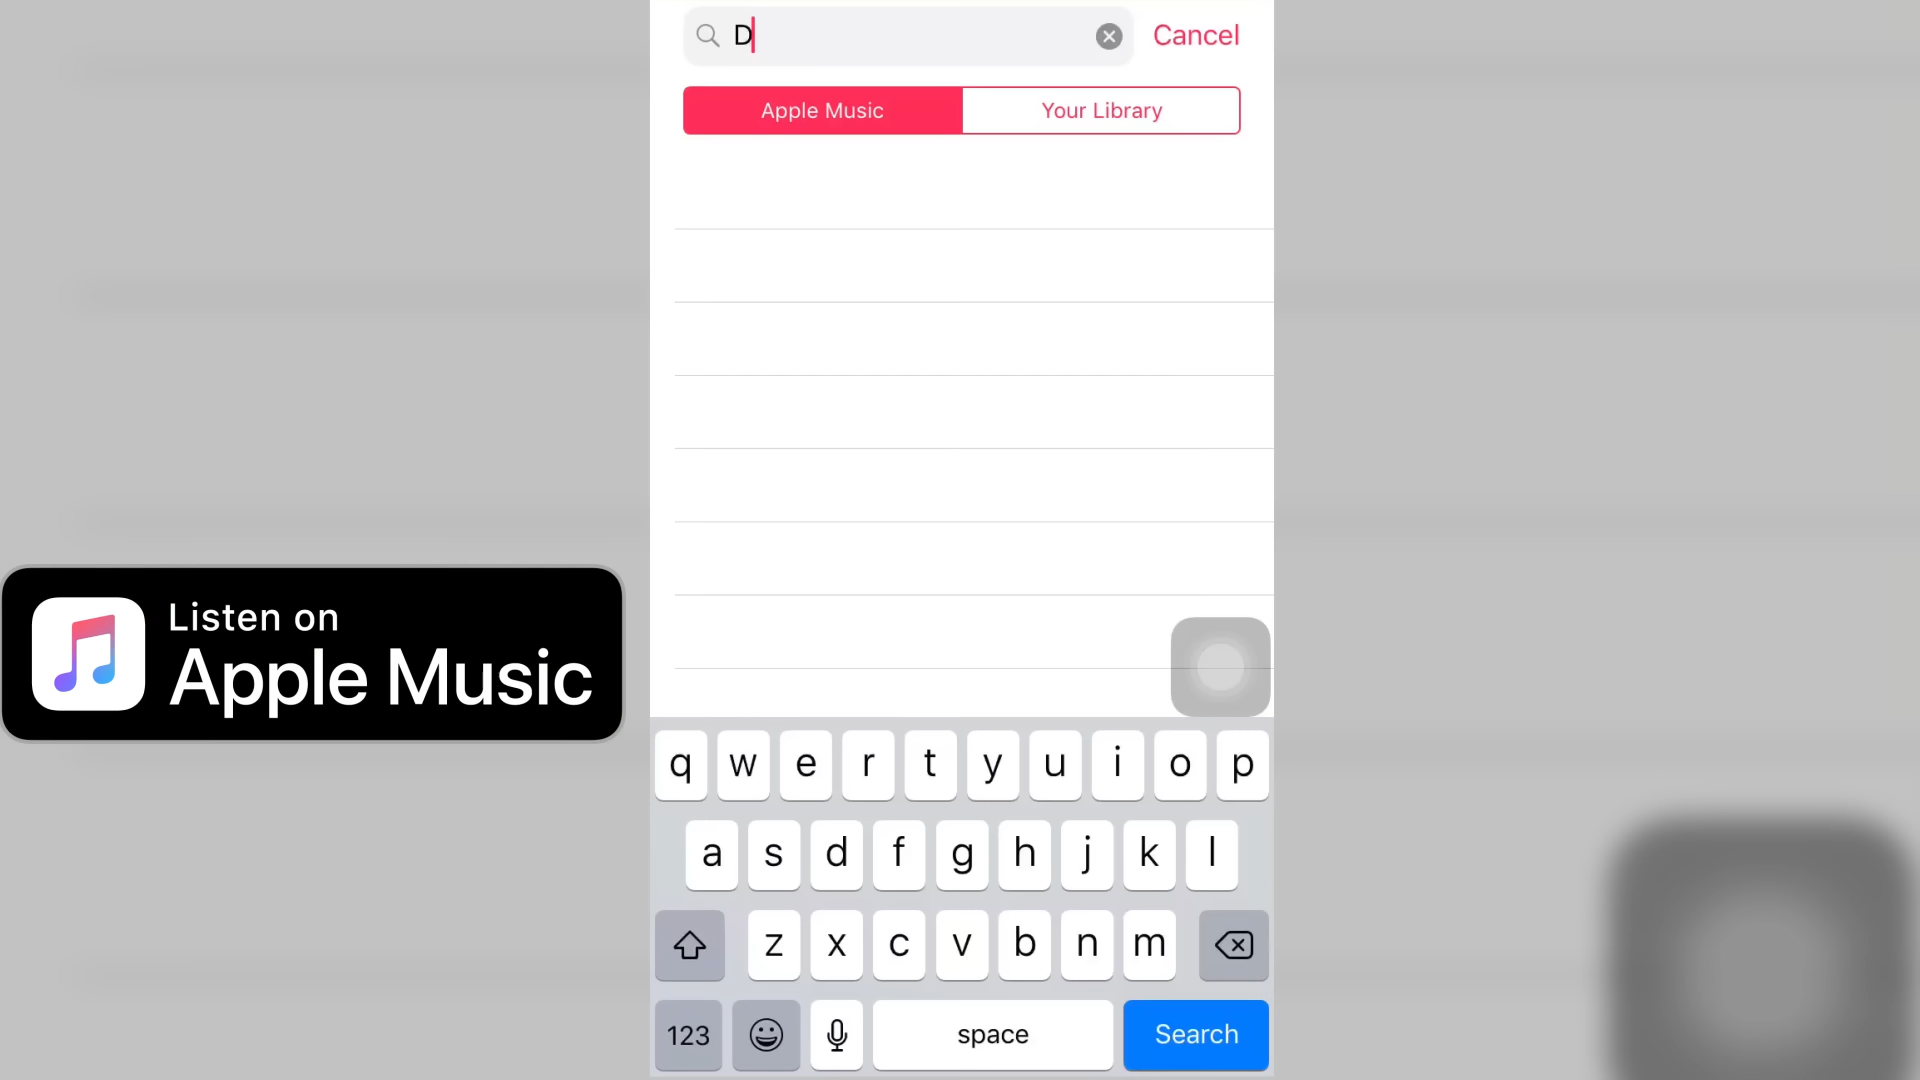 D
Cancel
Apple Music
Your Library
Listen on
Apple Music
q w e r t y u i o p
a s d f g h j k l
z x c v b n m
123
space
Search